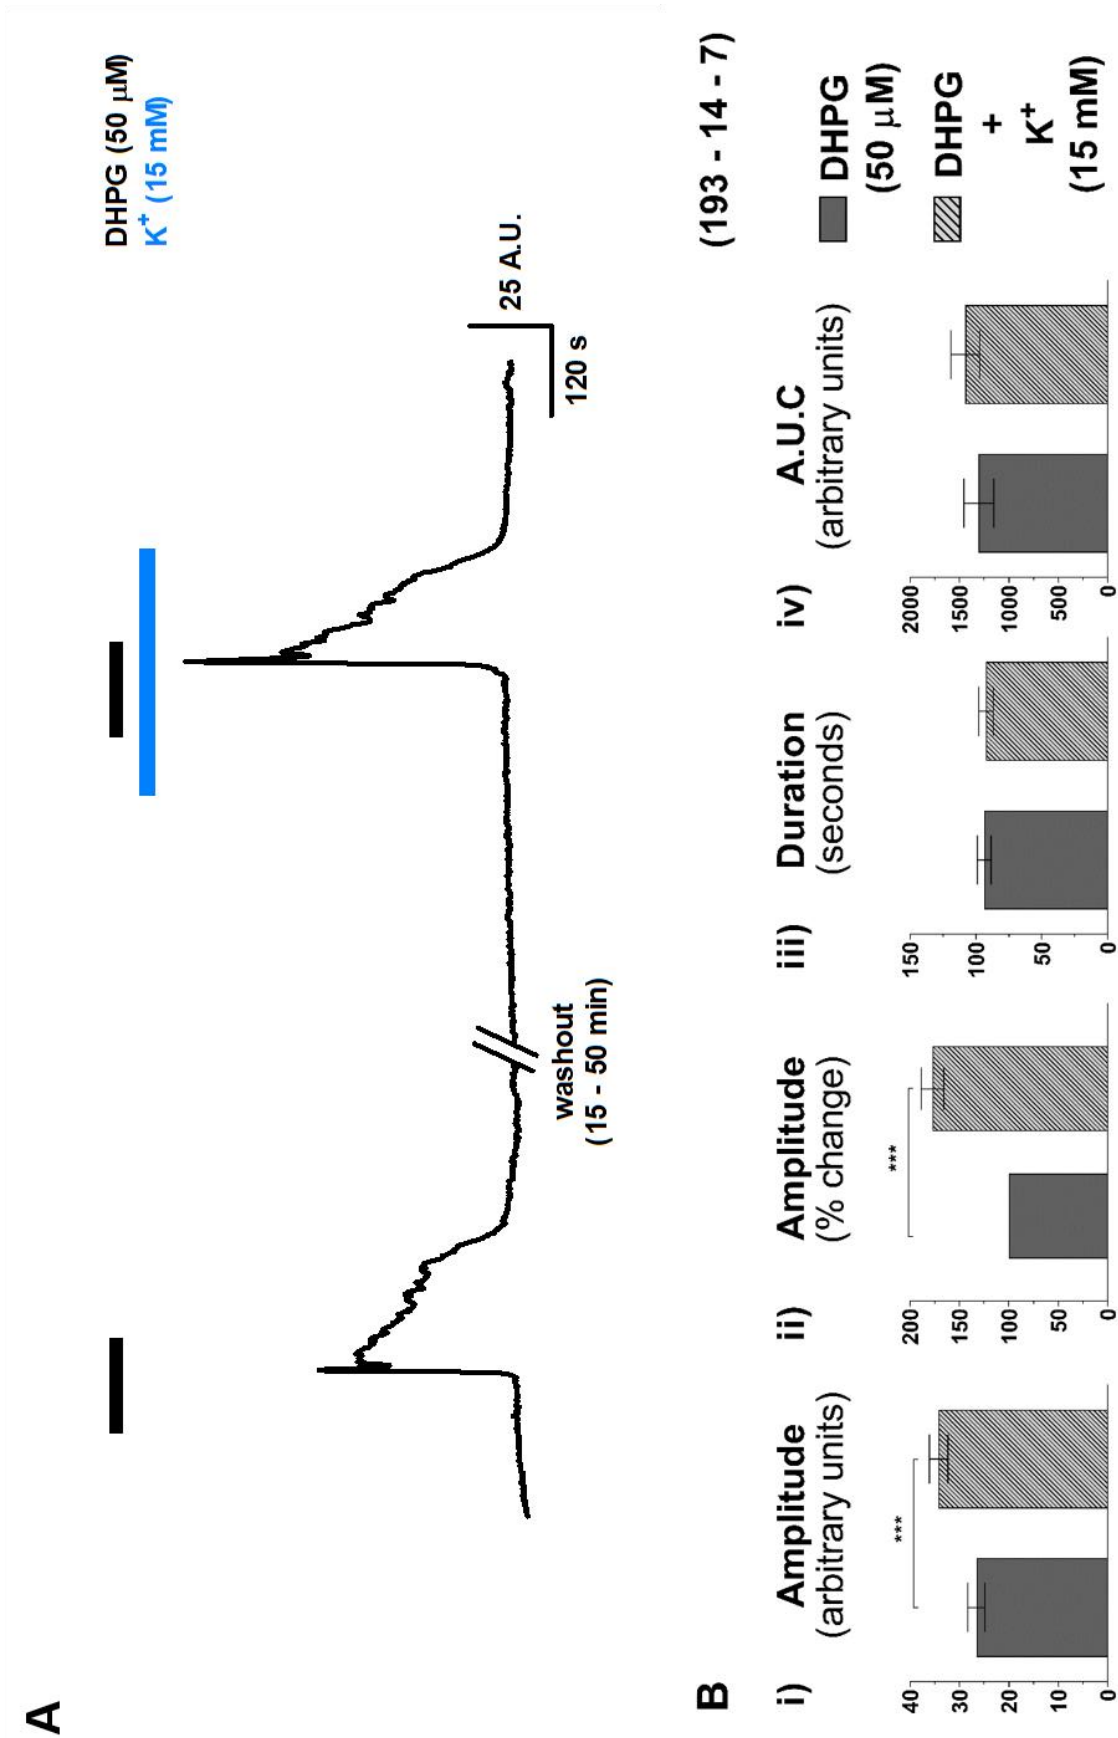 A
DHPG (50 μM)
K⁺ (15 mM)
washout
(15 - 50 min)
120 s
25 A.U.
B
(193 - 14 - 7)
i)
Amplitude
(arbitrary units)
40
30
20
10
0
***
ii)
Amplitude
(% change)
200
150
100
50
0
***
iii)
Duration
(seconds)
150
100
50
0
iv)
A.U.C
(arbitrary units)
2000
1500
1000
500
0
DHPG
(50 μM)
DHPG
+
K⁺
(15 mM)